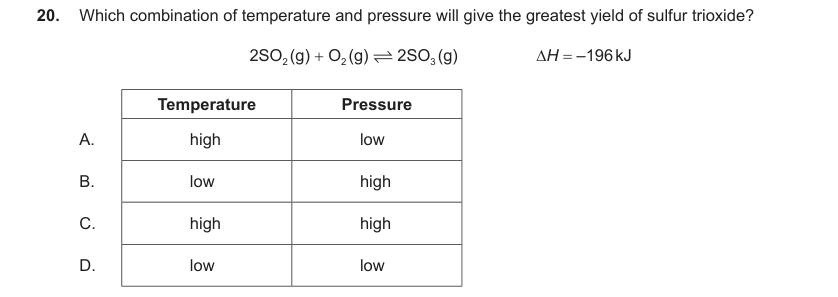 20. Which combination of temperature and pressure will give the greatest yield of sulfur trioxide?
2SO₂(g) + O₂(g) ⇌ 2SO₃(g) ΔH = –196 kJ
Temperature Pressure
A. high low
B. low high
C. high high
D. low low